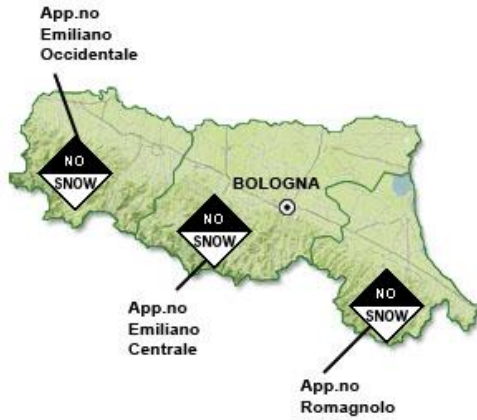 App.no
Emiliano
Occidentale
NO
SNOW
BOLOGNA
NO
SNOW
App.no
Emiliano
Centrale
NO
SNOW
App.no
Romagnolo